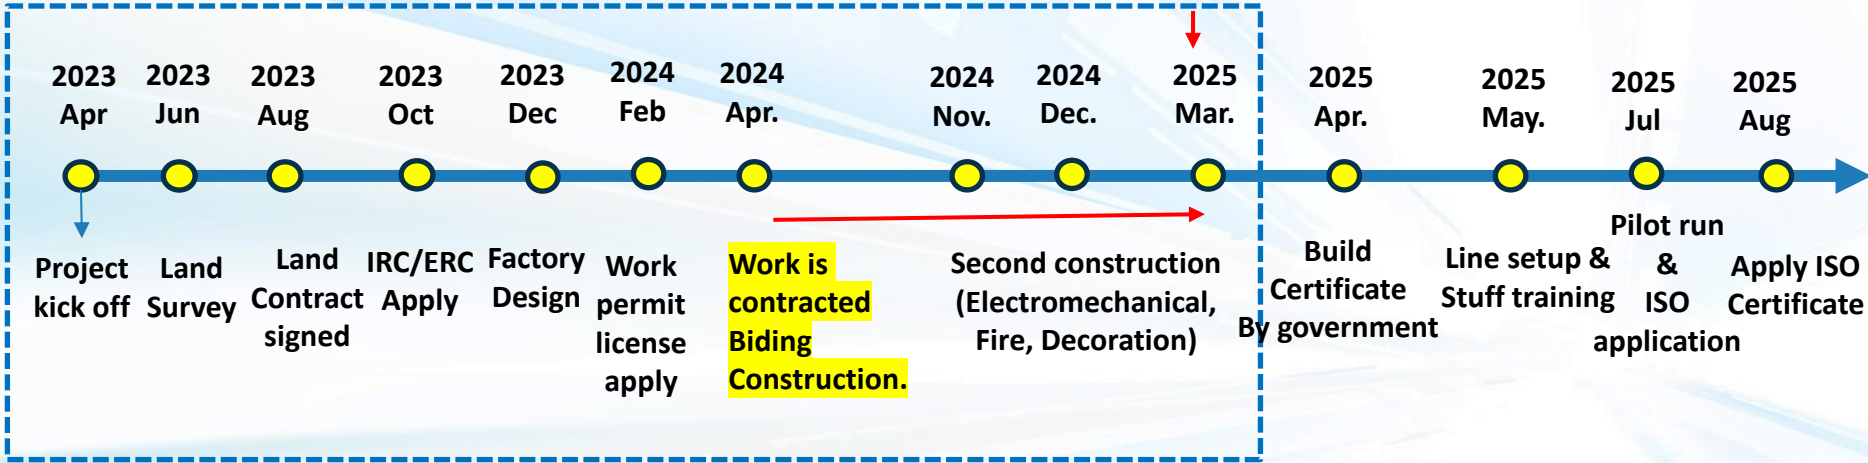 2023
Apr
2023
Jun
2023
Aug
2023
Oct
2023
Dec
2024
Feb
2024
Apr.
2024
Nov.
2024
Dec.
2025
Mar.
2025
Apr.
2025
May.
2025
Jul
2025
Aug
Project
kick off
Land
Survey
Land
Contract
signed
IRC/ERC
Apply
Factory
Design
Work
permit
license
apply
Work is
contracted
Biding
Construction.
Second construction
(Electromechanical,
Fire, Decoration)
Build
Certificate
By government
Line setup &
Stuff training
Pilot run
&
ISO
application
Apply ISO
Certificate